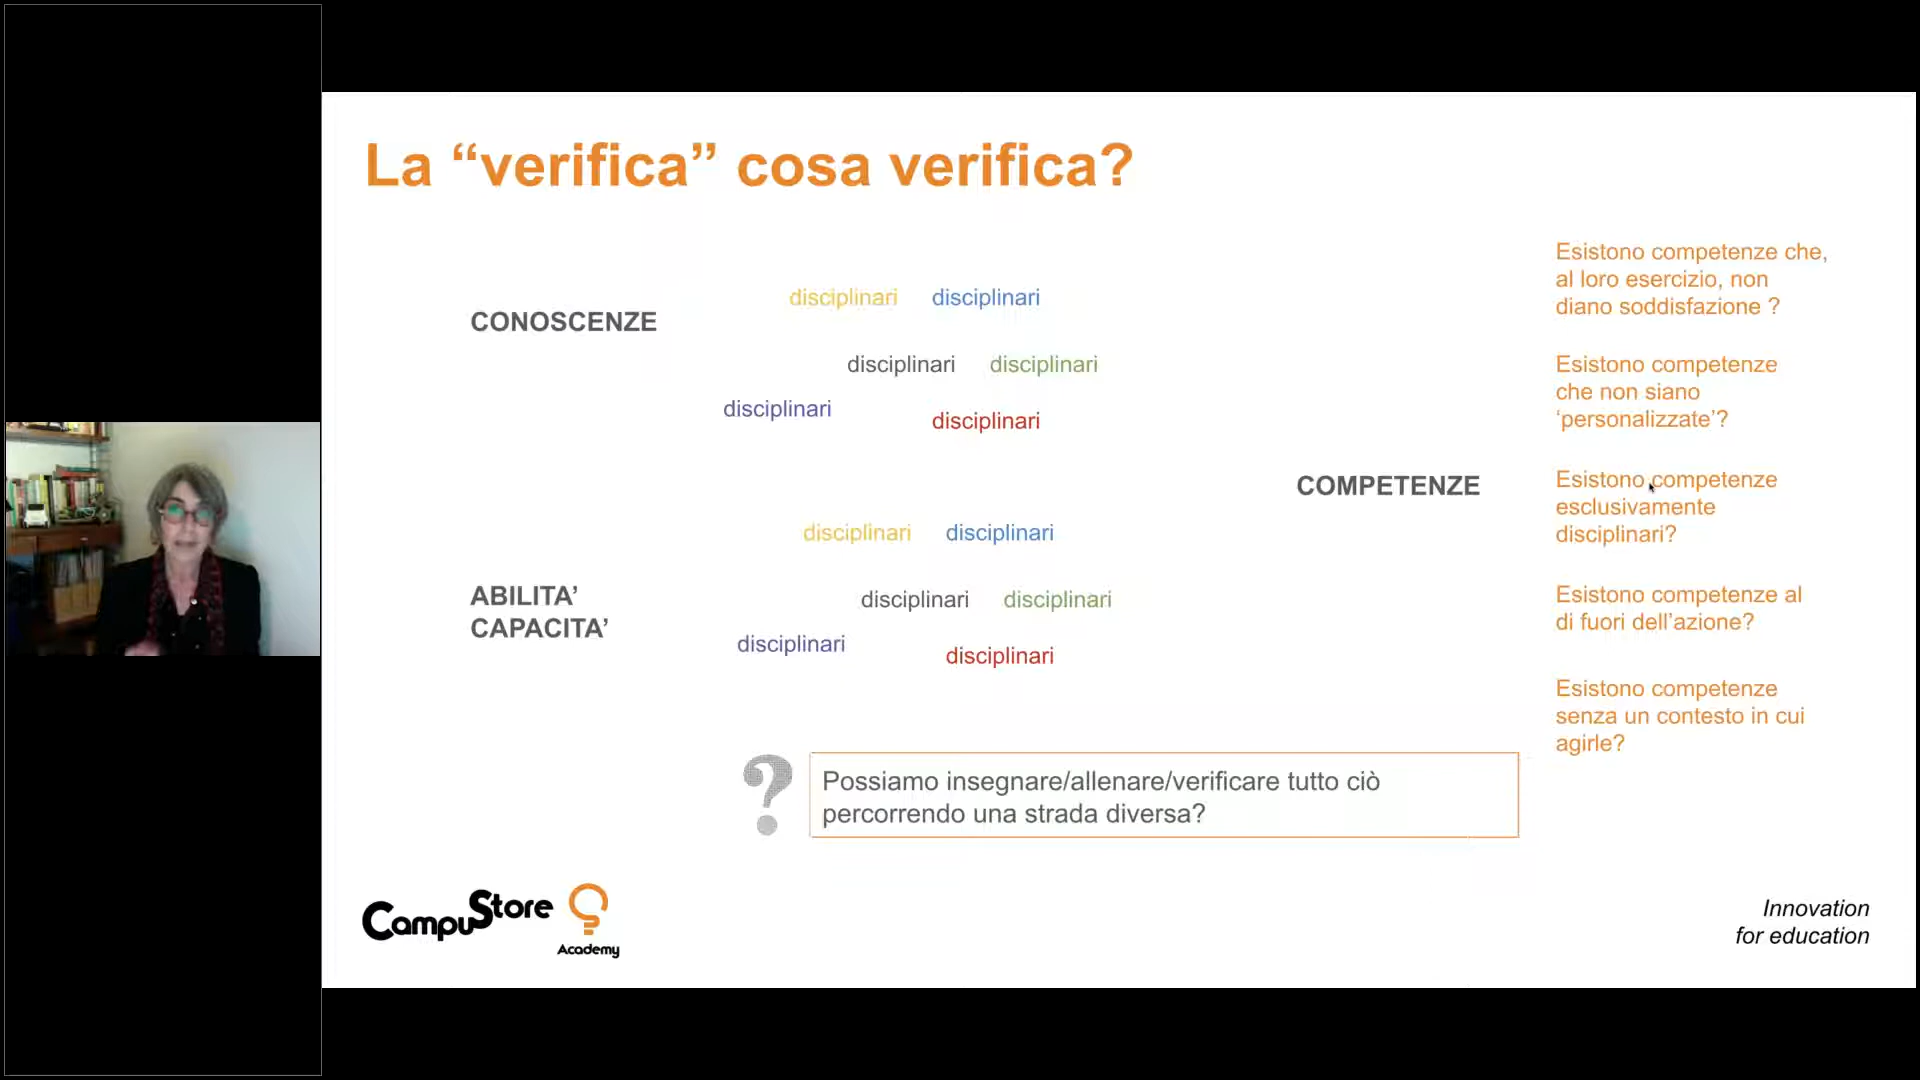 La “verifica” cosa verifica?
CONOSCENZE
disciplinari disciplinari
disciplinari disciplinari
disciplinari
disciplinari
ABILITA’
CAPACITA’
disciplinari disciplinari
disciplinari disciplinari
disciplinari
disciplinari
COMPETENZE
Esistono competenze che,
al loro esercizio, non
diano soddisfazione ?
Esistono competenze
che non siano
‘personalizzate’?
Esistono competenze
esclusivamente
disciplinari?
Esistono competenze al
di fuori dell’azione?
Esistono competenze
senza un contesto in cui
agirle?
?
Possiamo insegnare/allenare/verificare tutto ciò
percorrendo una strada diversa?
CampuStore
Academy
Innovation
for education